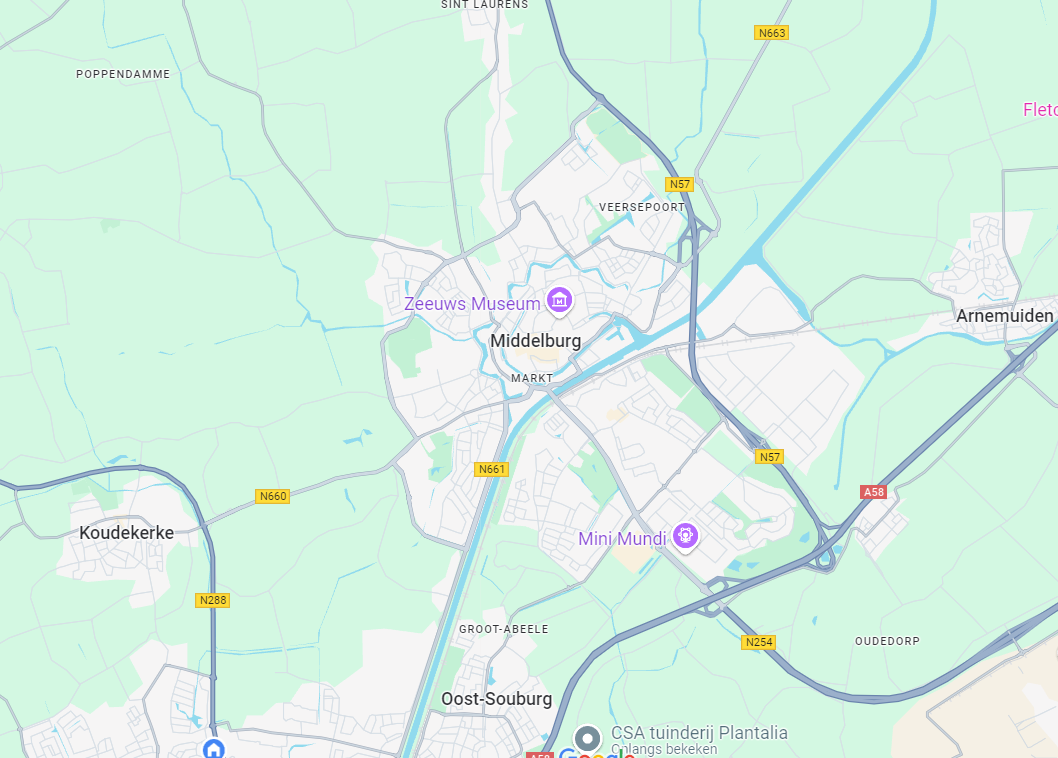 SINT LAURENS
N663
POPPENDAMME
Fletc
N57
VEERSEPOORT
Zeeuws Museum
Middelburg
Arnemuiden
MARKT
N661
N57
N660
A58
Koudekerke
Mini Mundi
N288
GROOT-ABEELE
N254
OUDEDORP
Oost-Souburg
CSA tuinderij Plantalia
Onlangs bekeken
A58
Google